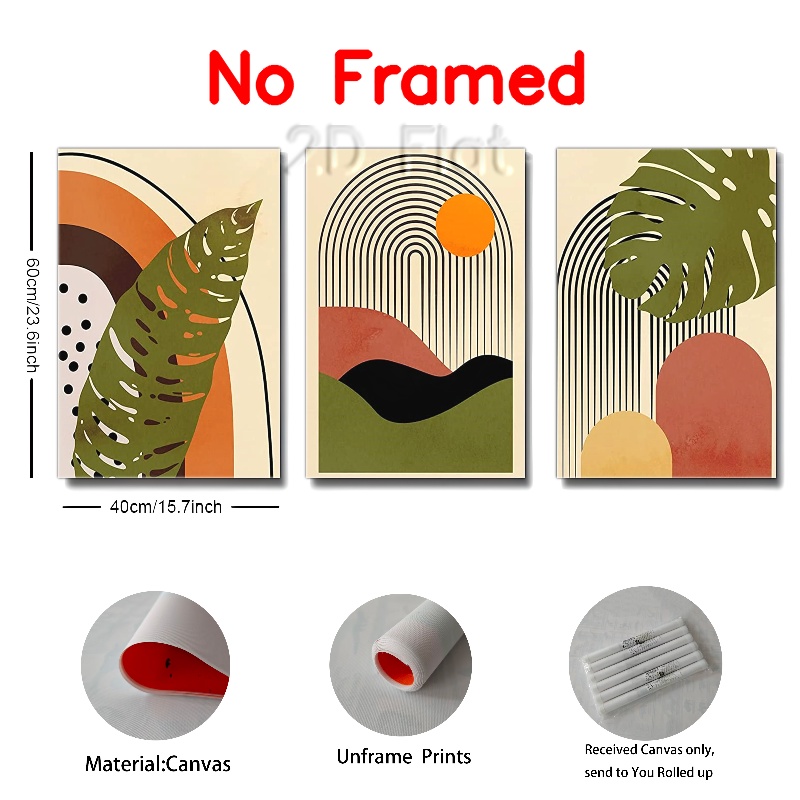 No Framed
2D Flat
60cm/23.6inch
40cm/15.7inch
Material:Canvas
Unframe Prints
Received Canvas only,
send to You Rolled up